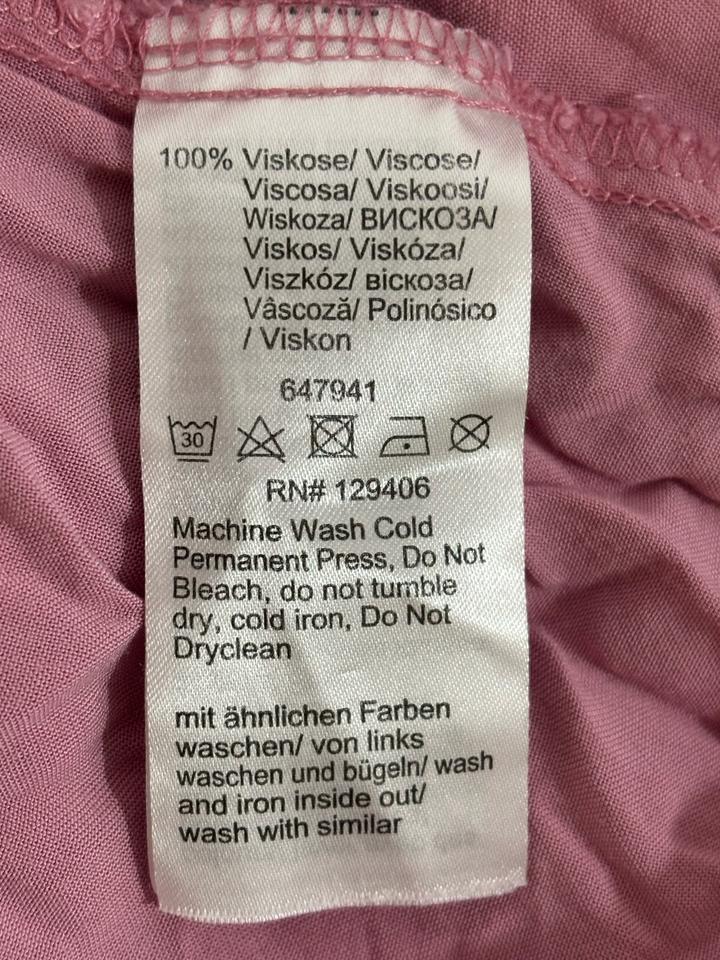 100% Viskose/ Viscose/
Viscosa/ Viskoosi/
Wiskoza/ ВИСКОЗА/
Viskos/ Viskóza/
Viszkóz/ віскоза/
Vâscoză/ Polinósico
/ Viskon
647941
30
RN# 129406
Machine Wash Cold
Permanent Press, Do Not
Bleach, do not tumble
dry, cold iron, Do Not
Dryclean
mit ähnlichen Farben
waschen/ von links
waschen und bügeln/ wash
and iron inside out/
wash with similar